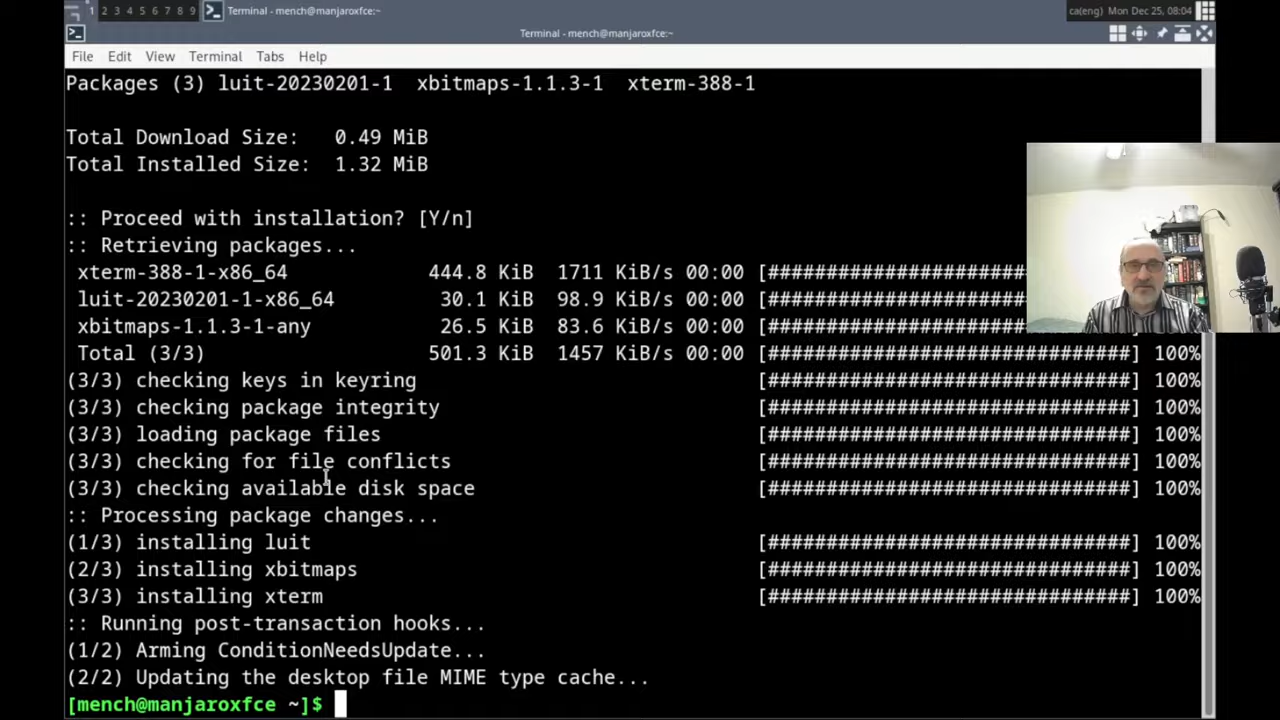 1 2 3 4 5 6 7 8 9 Terminal - mench@manjaroxfce:~ ca(eng) Mon Dec 25, 08:04
Terminal - mench@manjaroxfce:~
File Edit View Terminal Tabs Help
Packages (3) luit-20230201-1 xbitmaps-1.1.3-1 xterm-388-1
Total Download Size: 0.49 MiB
Total Installed Size: 1.32 MiB
:: Proceed with installation? [Y/n]
:: Retrieving packages...
xterm-388-1-x86_64 444.8 KiB 1711 KiB/s 00:00 [######################
luit-20230201-1-x86_64 30.1 KiB 98.9 KiB/s 00:00 [######################
xbitmaps-1.1.3-1-any 26.5 KiB 83.6 KiB/s 00:00 [######################
Total (3/3) 501.3 KiB 1457 KiB/s 00:00 [###############################] 100%
(3/3) checking keys in keyring [###############################] 100%
(3/3) checking package integrity [###############################] 100%
(3/3) loading package files [###############################] 100%
(3/3) checking for file conflicts [###############################] 100%
(3/3) checking available disk space [###############################] 100%
:: Processing package changes...
(1/3) installing luit [###############################] 100%
(2/3) installing xbitmaps [###############################] 100%
(3/3) installing xterm [###############################] 100%
:: Running post-transaction hooks...
(1/2) Arming ConditionNeedsUpdate...
(2/2) Updating the desktop file MIME type cache...
[mench@manjaroxfce ~]$